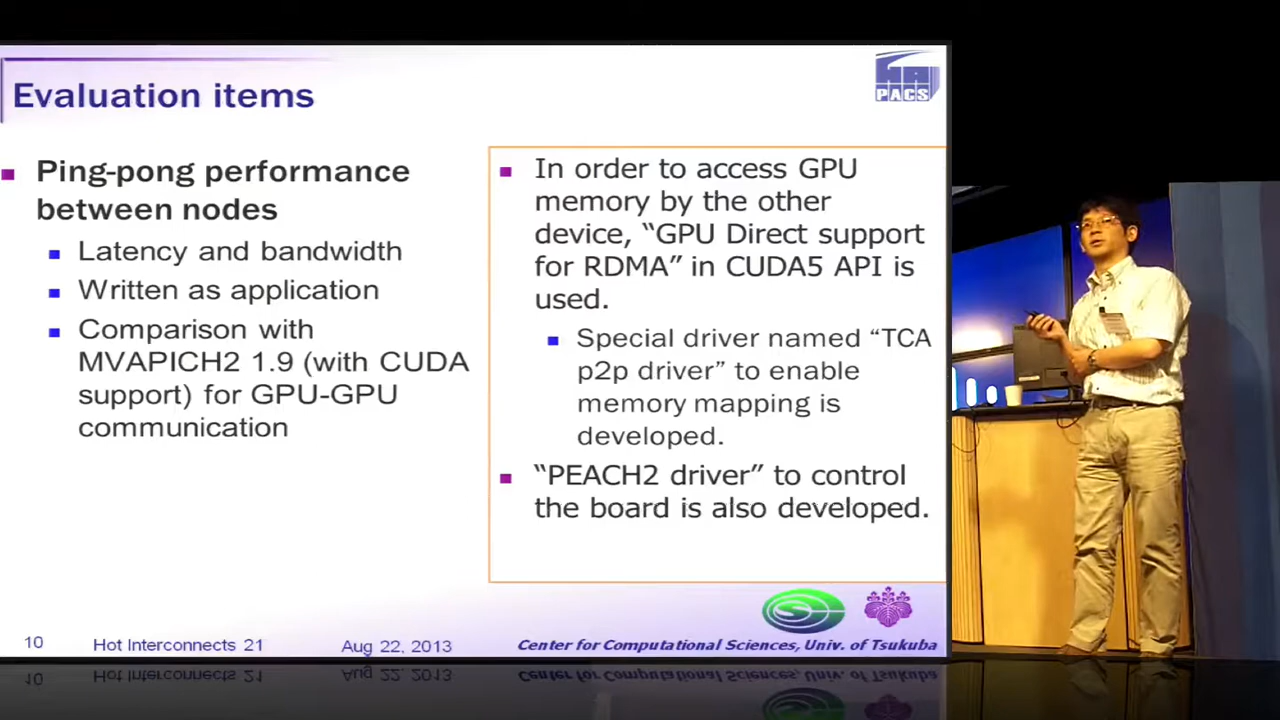 Evaluation items
HA
PACS
Ping-pong performance
between nodes
Latency and bandwidth
Written as application
Comparison with
MVAPICH2 1.9 (with CUDA
support) for GPU-GPU
communication
In order to access GPU
memory by the other
device, “GPU Direct support
for RDMA” in CUDA5 API is
used.
Special driver named “TCA
p2p driver” to enable
memory mapping is
developed.
“PEACH2 driver” to control
the board is also developed.
10
Hot Interconnects 21
Aug 22, 2013
Center for Computational Sciences, Univ. of Tsukuba